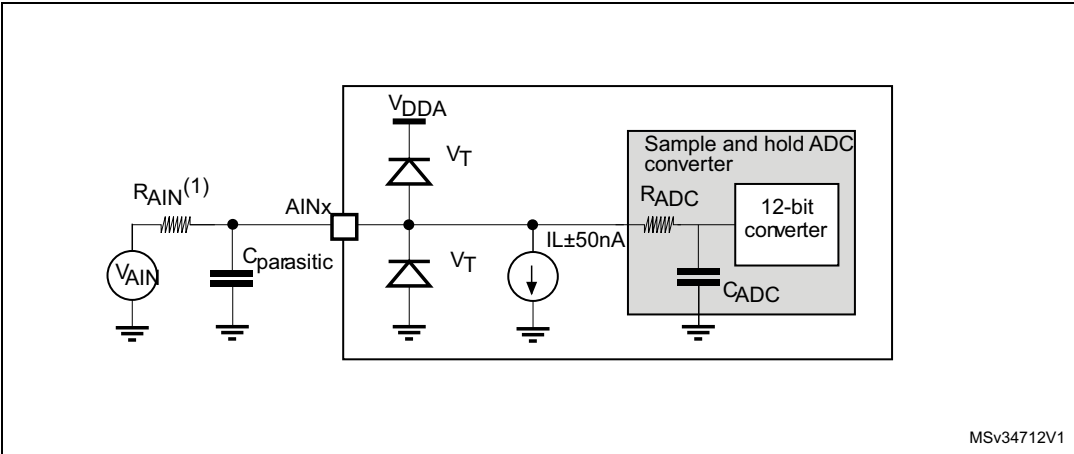 VDDA
VT
Sample and hold ADC
converter
RAIN(1)
AINx
RADC
12-bit
converter
IL±50nA
VAIN
Cparasitic
VT
CADC
MSv34712V1